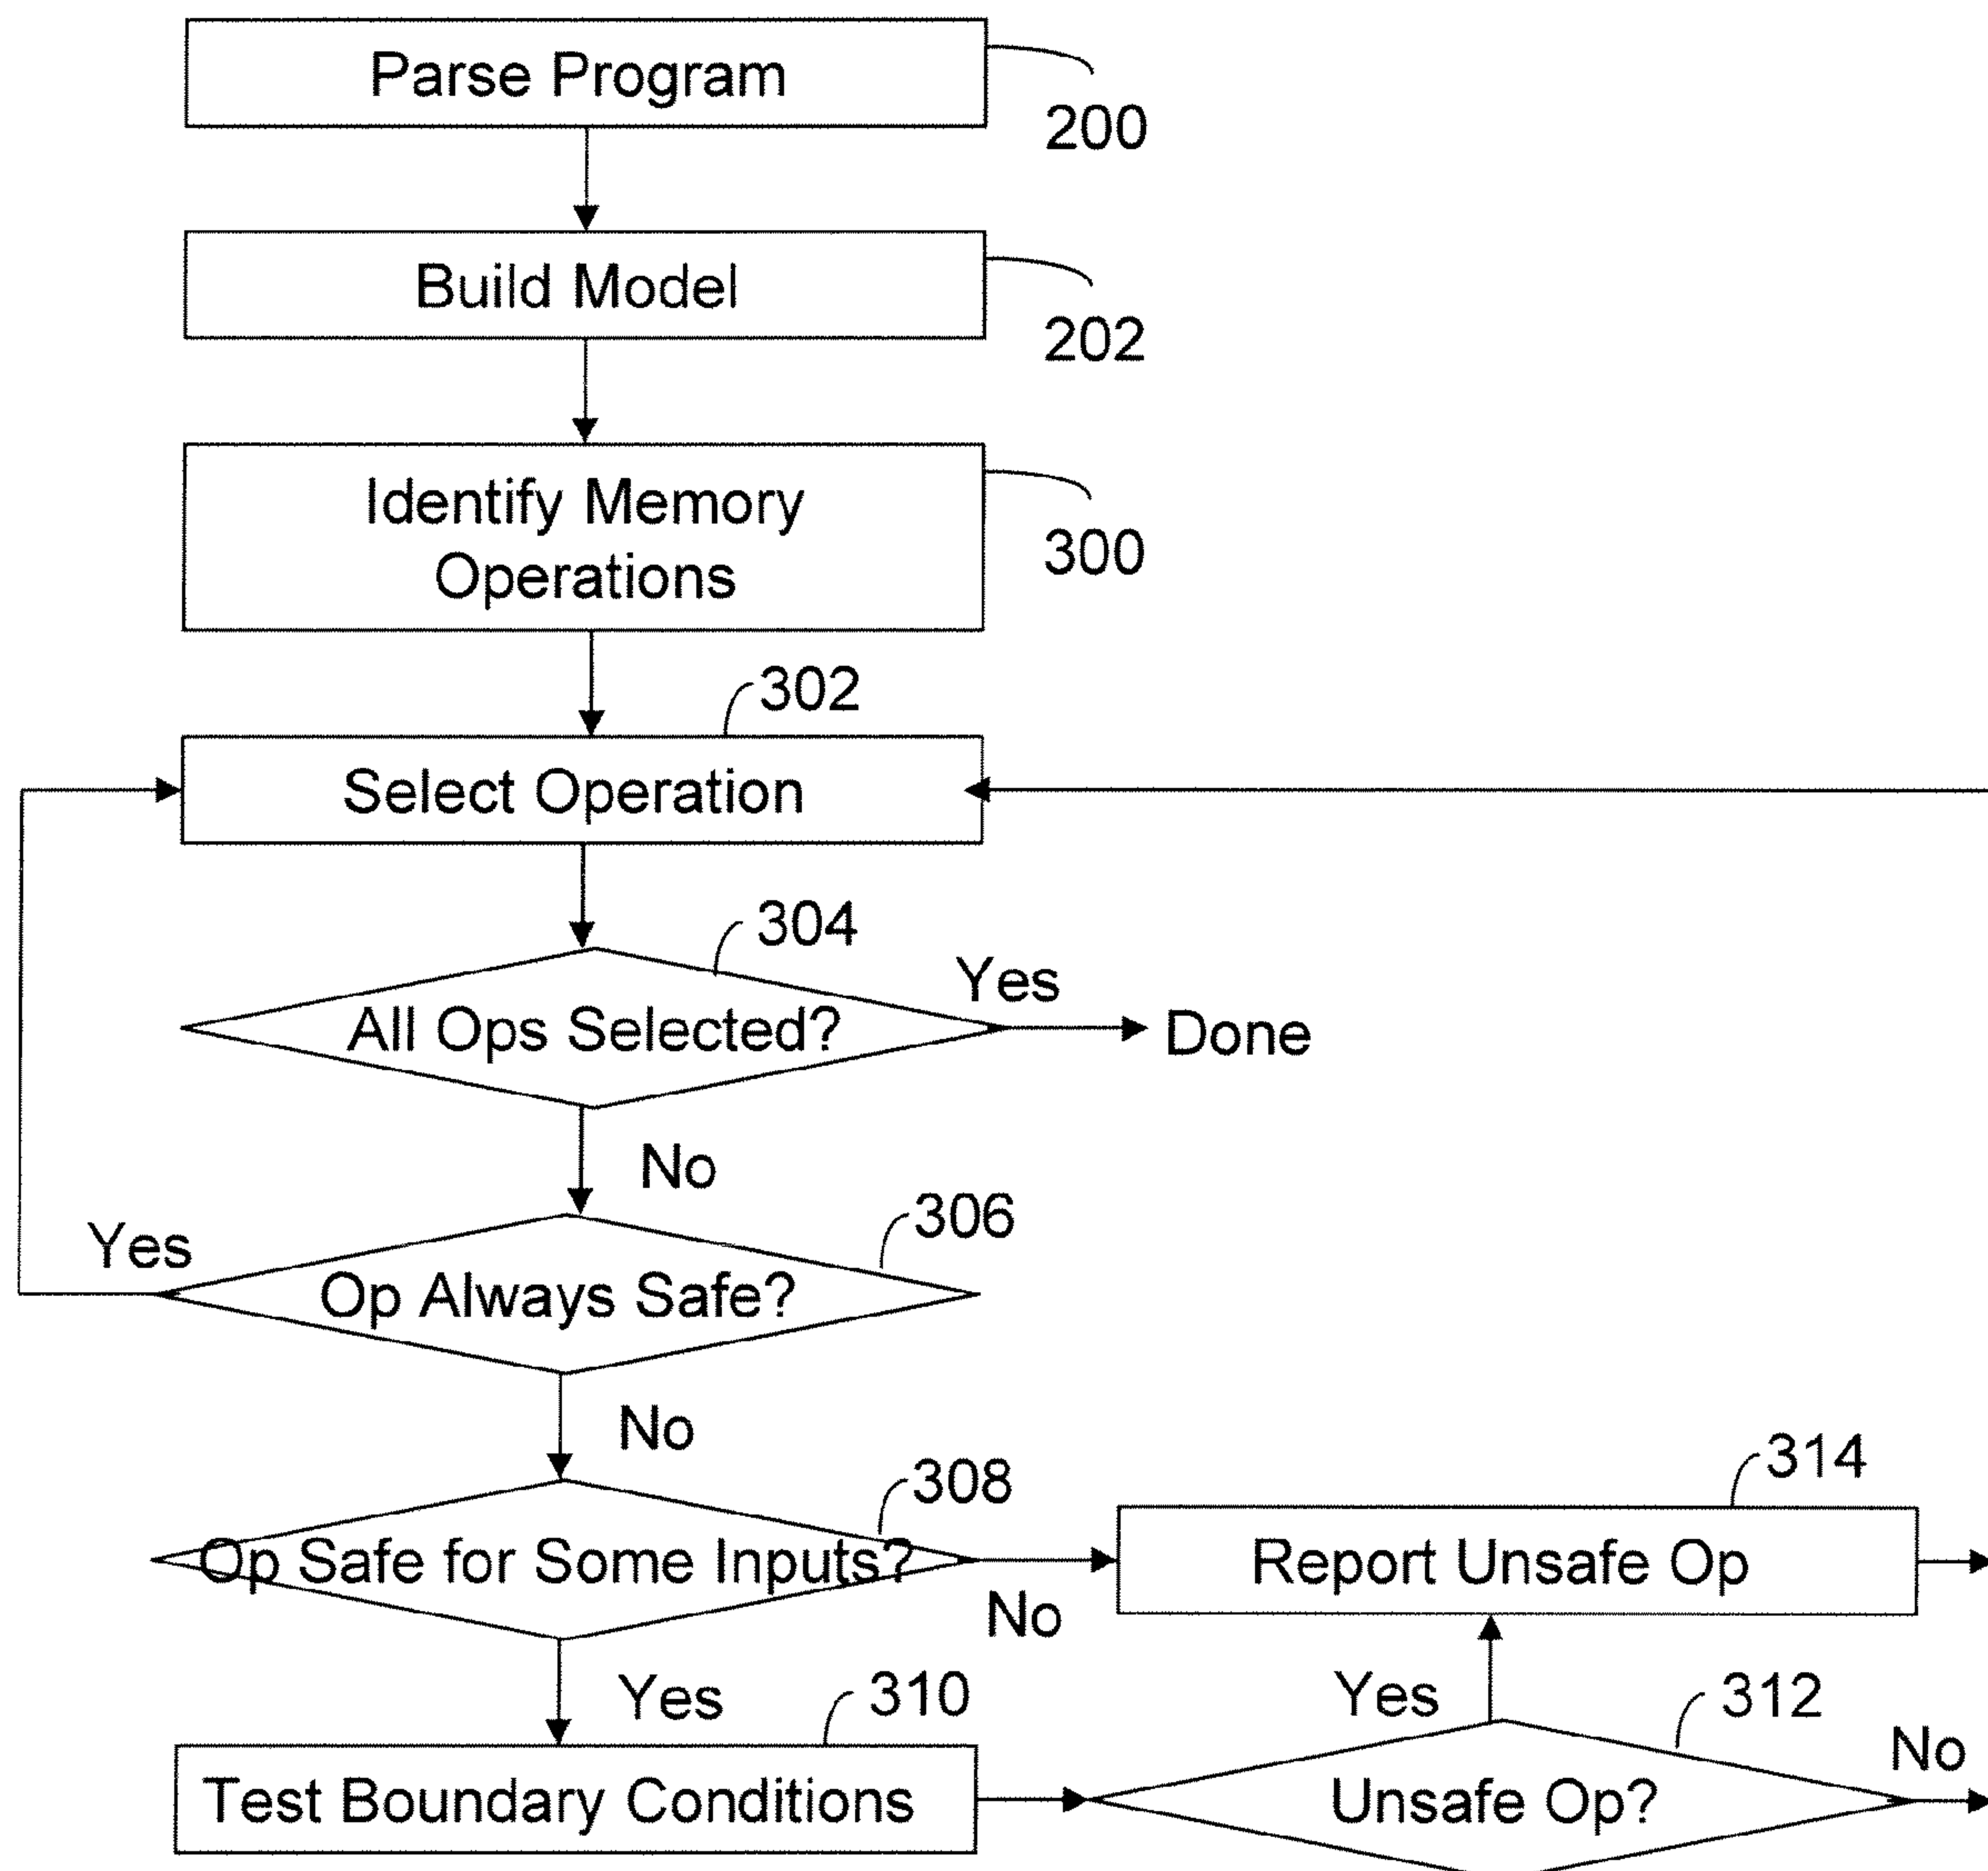 Parse Program
200
Build Model
202
Identify Memory
Operations
300
302
Select Operation
304
Yes
All Ops Selected?
Done
No
306
Yes
Op Always Safe?
No
308
314
Op Safe for Some Inputs?
Report Unsafe Op
No
Yes
310
Yes
312
No
Test Boundary Conditions
Unsafe Op?